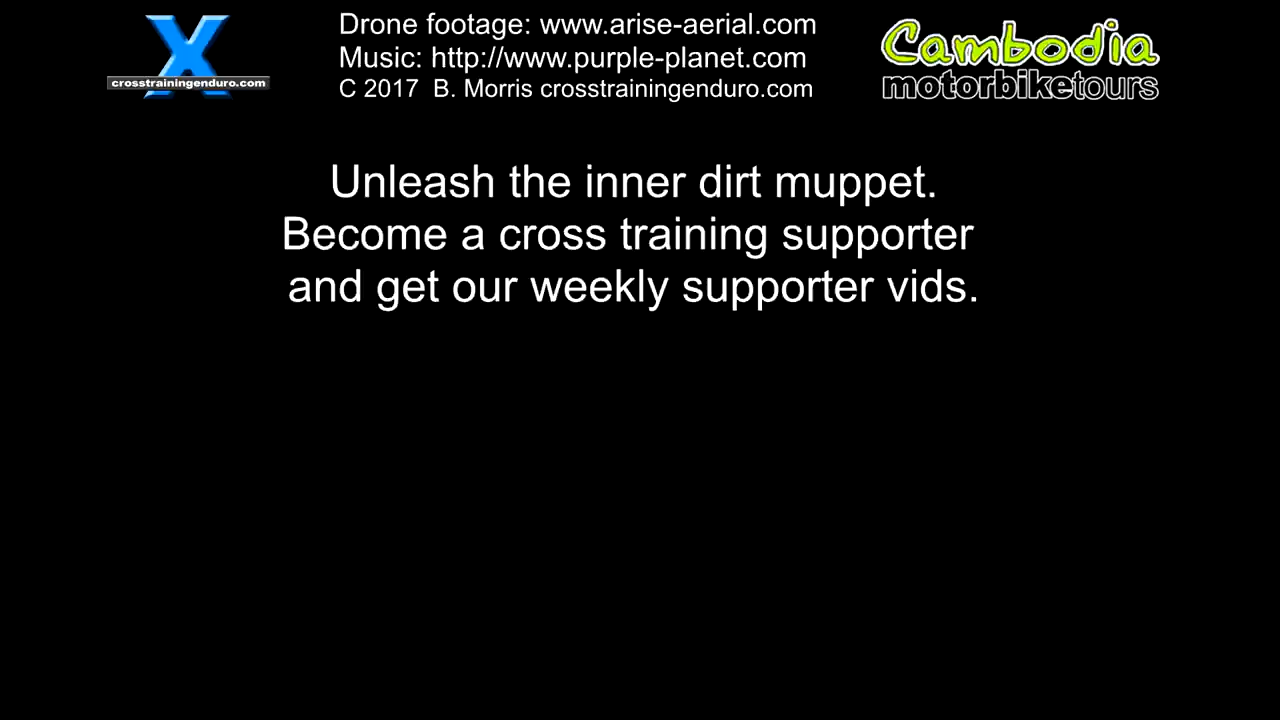 X
crosstrainingenduro.com
Drone footage: www.arise-aerial.com
Music: http://www.purple-planet.com
C 2017 B. Morris crosstrainingenduro.com
Cambodia
motorbiketours
Unleash the inner dirt muppet.
Become a cross training supporter
and get our weekly supporter vids.